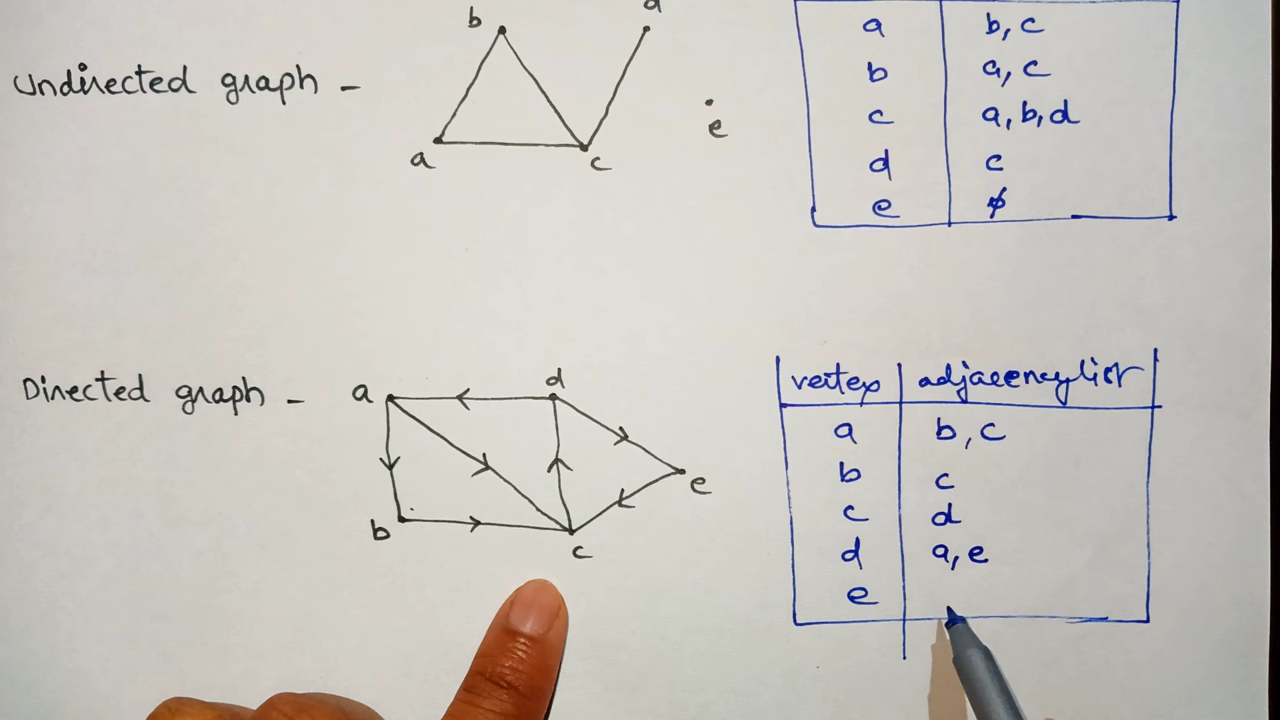 b
d
a b, c
Undirected graph -
b a, c
e
c a, b, d
a c
d c
e ϕ
vertex adjacency list
Directed graph -
a d
a b, c
b c
e
c d
b
c
d a, e
e